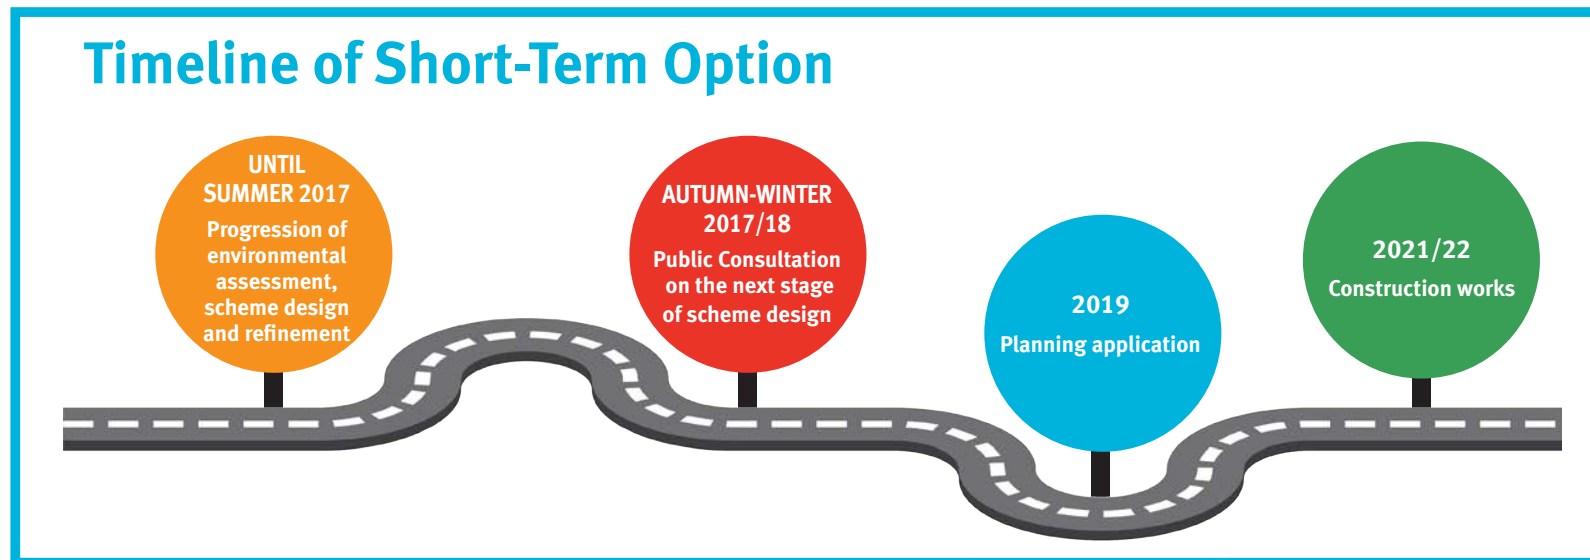 Timeline of Short-Term Option
UNTIL
SUMMER 2017
Progression of
environmental
assessment,
scheme design
and refinement
AUTUMN-WINTER
2017/18
Public Consultation
on the next stage
of scheme design
2019
Planning application
2021/22
Construction works